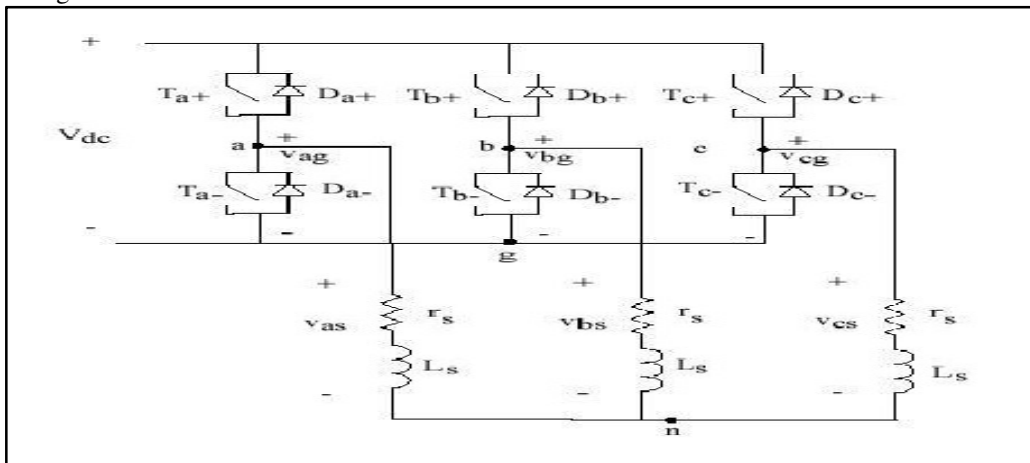 +
Ta+ Da+ Tb+ Db+ Tc+ Dc+
Vdc
a + b + c +
vag vbg vcg
Ta- Da- Tb- Db- Tc- Dc-
- - - -
g
+ + +
vas rs vbs rs vcs rs
Ls Ls Ls
- - -
n